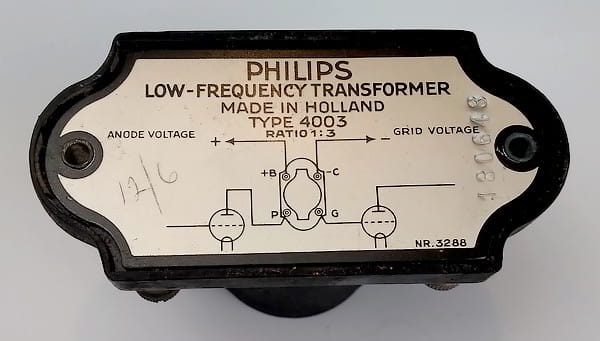 PHILIPS
LOW-FREQUENCY TRANSFORMER
MADE IN HOLLAND
TYPE 4003
RATIO 1:3
ANODE VOLTAGE + - GRID VOLTAGE
+B -C
12/6
P G
NR. 3288